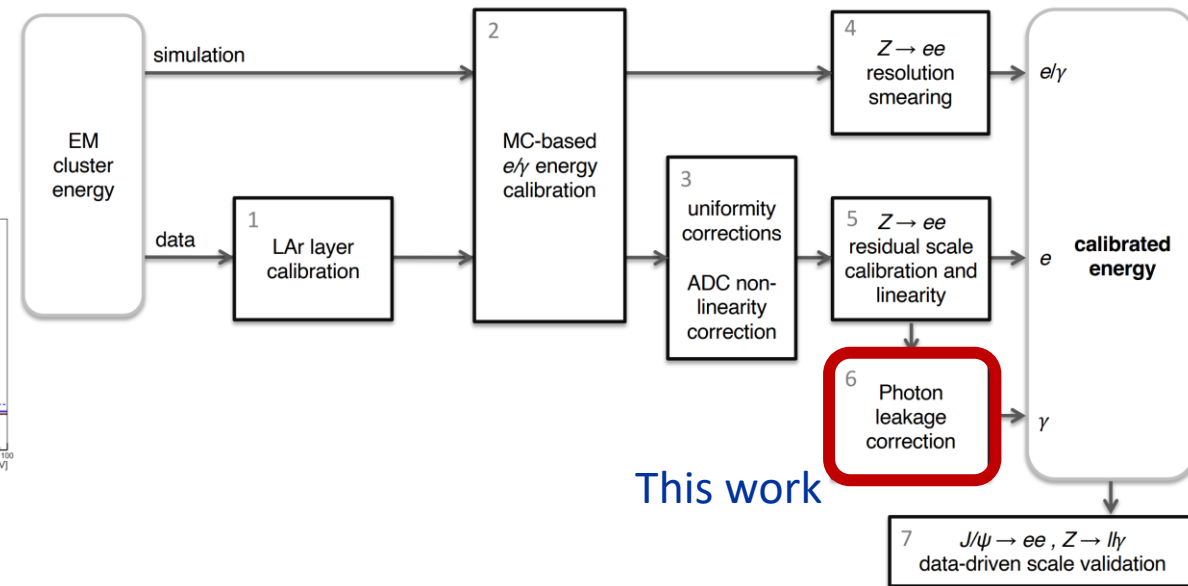 EM
cluster
energy
simulation
data
1
LAr layer
calibration
2
MC-based
e/γ energy
calibration
3
uniformity
corrections
ADC non-
linearity
correction
4
Z → ee
resolution
smearing
5
Z → ee
residual scale
calibration and
linearity
6
Photon
leakage
correction
This work
e/γ
e
γ
calibrated
energy
7
J/ψ → ee , Z → llγ
data-driven scale validation
100
V]